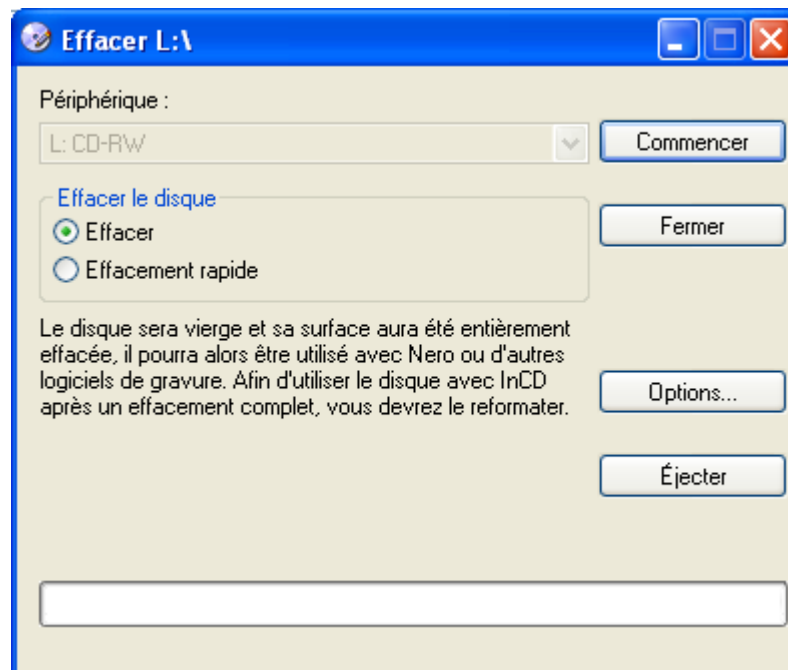 Effacer L:\
Périphérique :
L: CD-RW
Commencer
Effacer le disque
Effacer
Fermer
Effacement rapide
Le disque sera vierge et sa surface aura été entièrement
effacée, il pourra alors être utilisé avec Nero ou d'autres
logiciels de gravure. Afin d'utiliser le disque avec InCD
après un effacement complet, vous devrez le reformater.
Options...
Éjecter